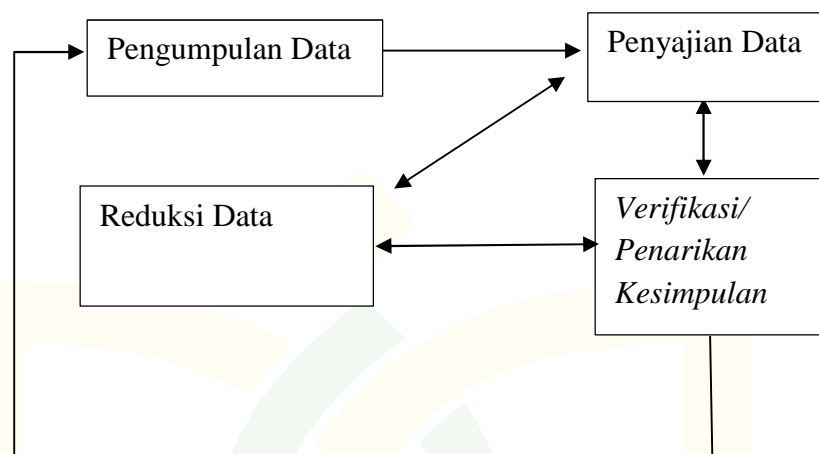 Pengumpulan Data
Penyajian Data
Reduksi Data
Verifikasi/
Penarikan
Kesimpulan